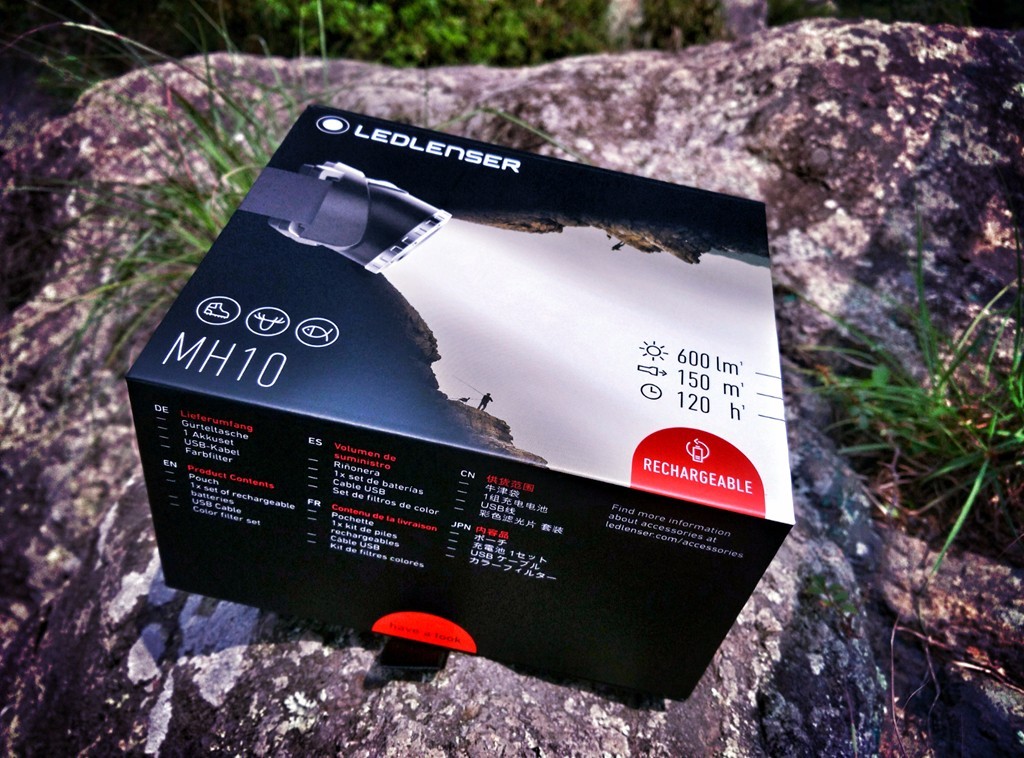 LEDLENSER
MH10
600 lm¹
150 m¹
120 h¹
RECHARGEABLE
DE
Lieferumfang
— Gürteltasche
— 1 Akkuset
— USB-Kabel
— Farbfilter
EN
Product Contents
— Pouch
— 1x set of rechargeable
batteries
— USB Cable
— Color filter set
ES
Volumen de
suministro
— Riñonera
— 1x set de baterías
— Cable USB
— Set de filtros de color
FR
Contenu de la livraison
— Pochette
— 1x kit de piles
rechargeables
— Câble USB
— Kit de filtres colorés
CN
供货范围
— 牛津袋
— 1组充电电池
— USB线
— 彩色滤光片 套装
JPN
内容品
— ポーチ
— 充電池 1セット
— USB ケーブル
— カラーフィルター
Find more information
about accessories at
ledlenser.com/accessories
have a look